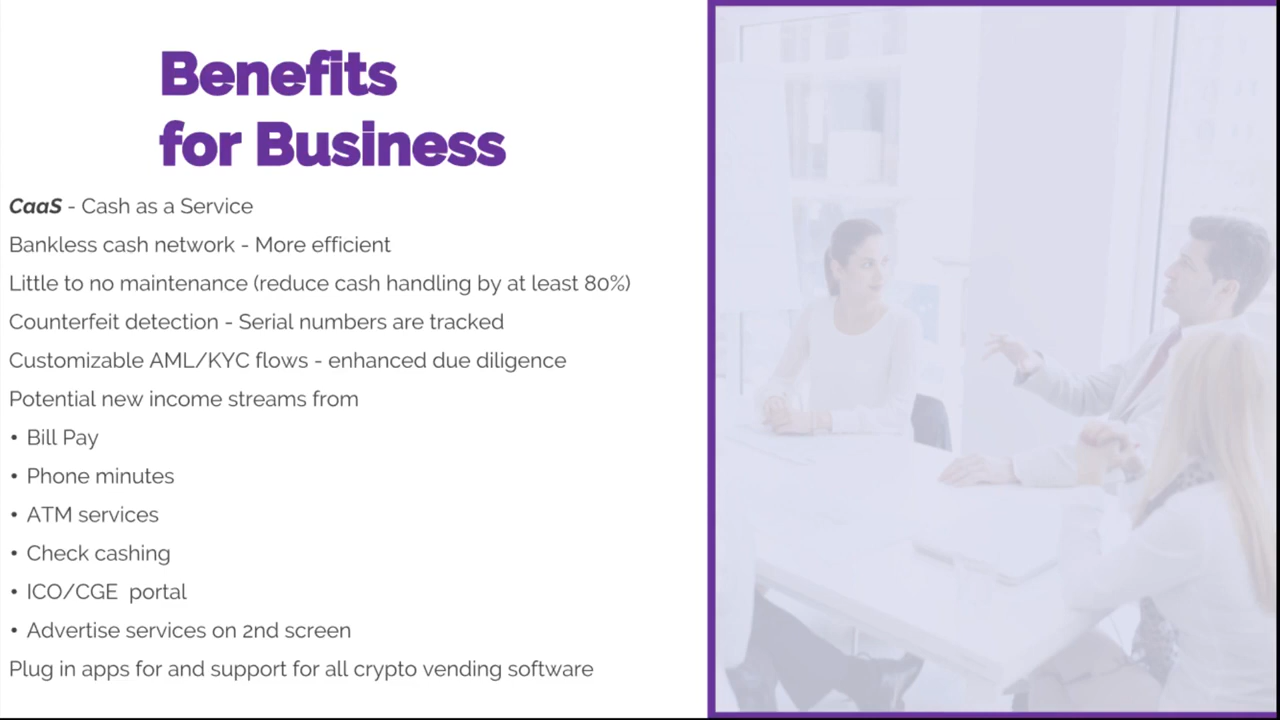 Benefits
for Business
CaaS - Cash as a Service
Bankless cash network - More efficient
Little to no maintenance (reduce cash handling by at least 80%)
Counterfeit detection - Serial numbers are tracked
Customizable AML/KYC flows - enhanced due diligence
Potential new income streams from
• Bill Pay
• Phone minutes
• ATM services
• Check cashing
• ICO/CGE  portal
• Advertise services on 2nd screen
Plug in apps for and support for all crypto vending software